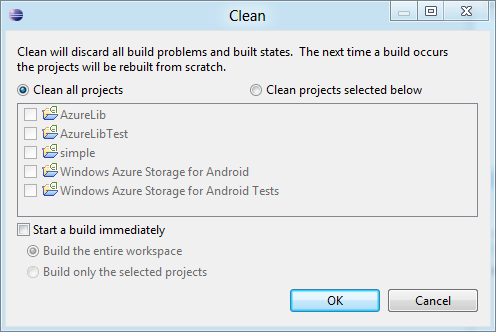 Clean
Clean will discard all build problems and built states.  The next time a build occurs
the projects will be rebuilt from scratch.
Clean all projects
Clean projects selected below
AzureLib
AzureLibTest
simple
Windows Azure Storage for Android
Windows Azure Storage for Android Tests
Start a build immediately
Build the entire workspace
Build only the selected projects
OK
Cancel